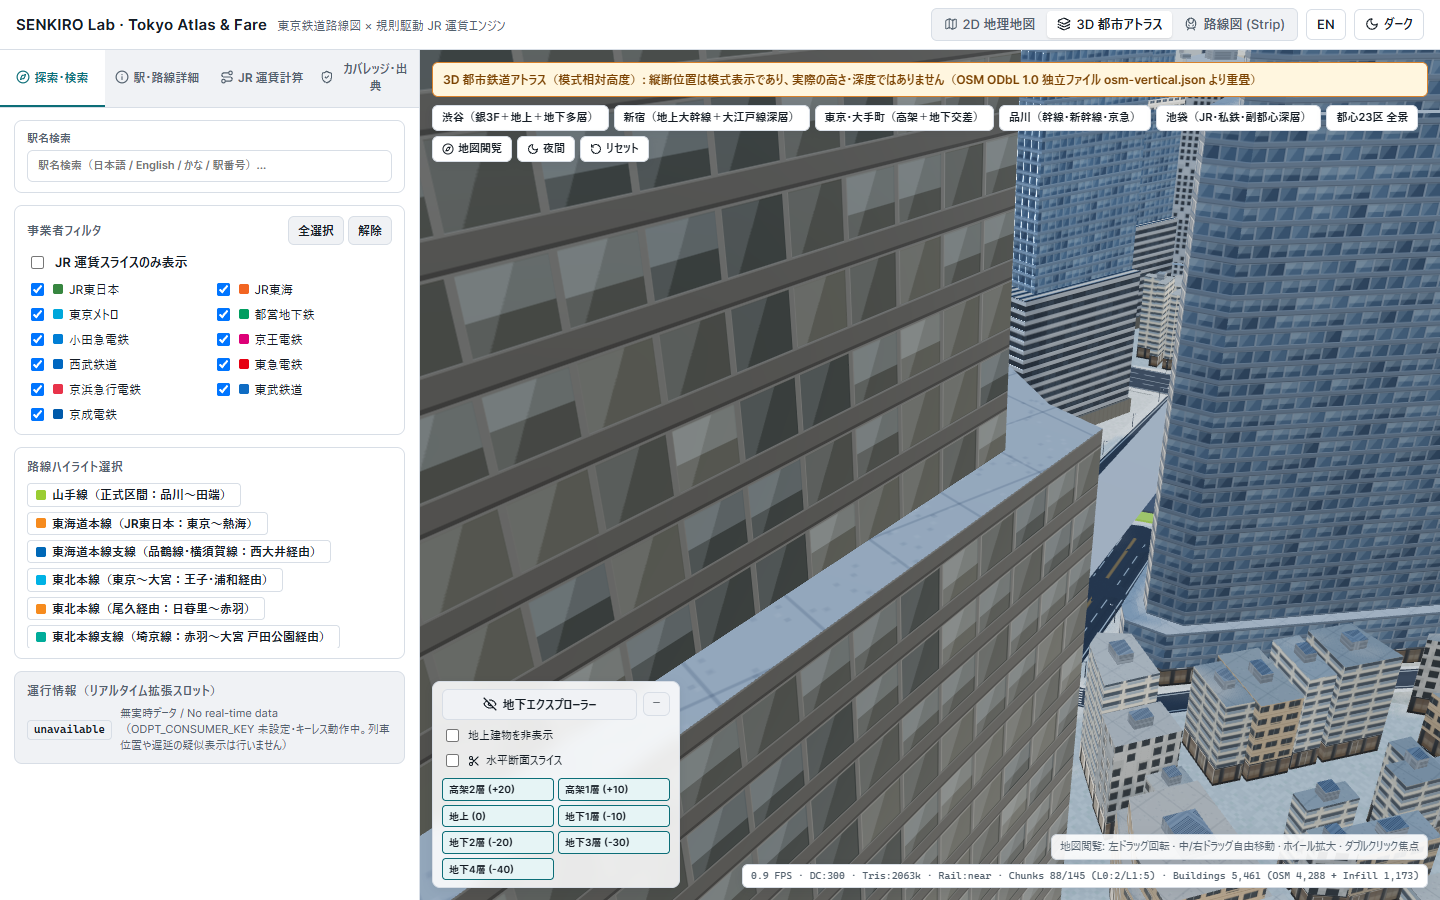 SENKIRO Lab · Tokyo Atlas & Fare 東京鉄道路線図 × 規則駆動 JR 運賃エンジン
2D 地理地図 3D 都市アトラス 路線図 (Strip) EN ダーク
探索・検索 駅・路線詳細 JR 運賃計算 カバレッジ・出典
駅名検索
駅名検索（日本語 / English / かな / 駅番号）...
事業者フィルタ 全選択 解除
JR 運賃スライスのみ表示
JR東日本 JR東海
東京メトロ 都営地下鉄
小田急電鉄 京王電鉄
西武鉄道 東急電鉄
京浜急行電鉄 東武鉄道
京成電鉄
路線ハイライト選択
山手線（正式区間：品川〜田端）
東海道本線（JR東日本：東京〜熱海）
東海道本線支線（品鶴線・横須賀線：西大井経由）
東北本線（東京〜大宮：王子・浦和経由）
東北本線（尾久経由：日暮里〜赤羽）
東北本線支線（埼京線：赤羽〜大宮 戸田公園経由）
運行情報（リアルタイム拡張スロット）
unavailable
無実時データ / No real-time data
（ODPT_CONSUMER_KEY 未設定・キーレス動作中。列車
位置や遅延の疑似表示は行いません）
3D 都市鉄道アトラス（模式相対高度）: 縦断位置は模式表示であり、実際の高さ・深度ではありません（OSM ODbL 1.0 独立ファイル osm-vertical.json より重畳）
渋谷（銀3F＋地上＋地下多層） 新宿（地上大幹線＋大江戸線深層） 東京・大手町（高架＋地下交差） 品川（幹線・新幹線・京急） 池袋（JR・私鉄・副都心深層） 都心23区 全景
地図閲覧 夜間 リセット
地下エクスプローラー −
地上建物を非表示
水平断面スライス
高架2層 (+20) 高架1層 (+10)
地上 (0) 地下1層 (-10)
地下2層 (-20) 地下3層 (-30)
地下4層 (-40)
地図閲覧: 左ドラッグ回転 · 中/右ドラッグ自由移動 · ホイール拡大 · ダブルクリック焦点
0.9 FPS · DC:300 · Tris:2063k · Rail:near · Chunks 88/145 (L0:2/L1:5) · Buildings 5,461 (OSM 4,288 + Infill 1,173)